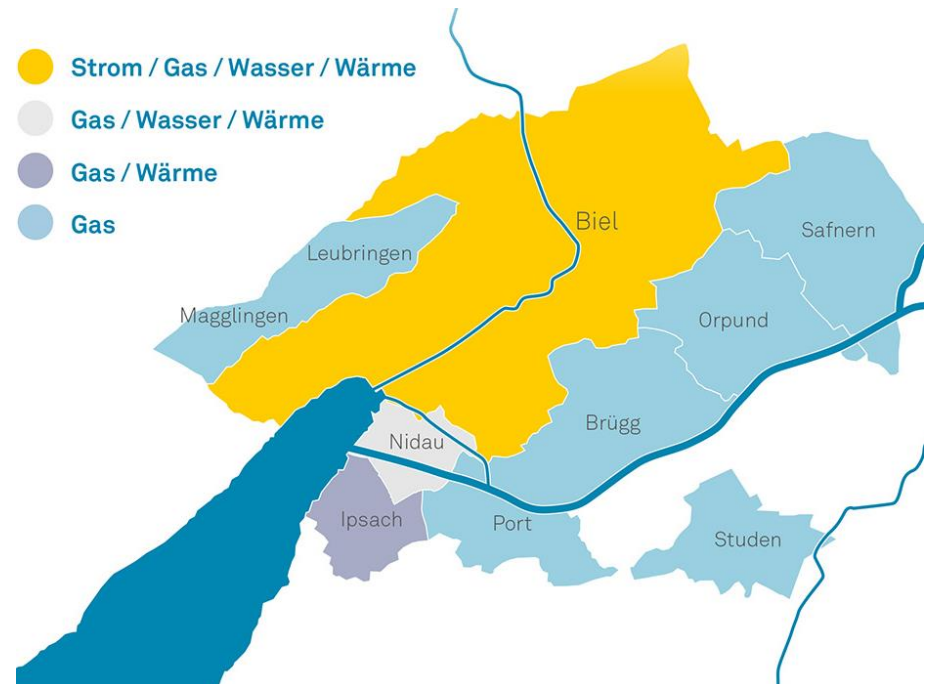 Strom / Gas / Wasser / Wärme
Gas / Wasser / Wärme
Gas / Wärme
Gas
Biel
Safnern
Leubringen
Magglingen
Orpund
Brügg
Nidau
Ipsach
Port
Studen